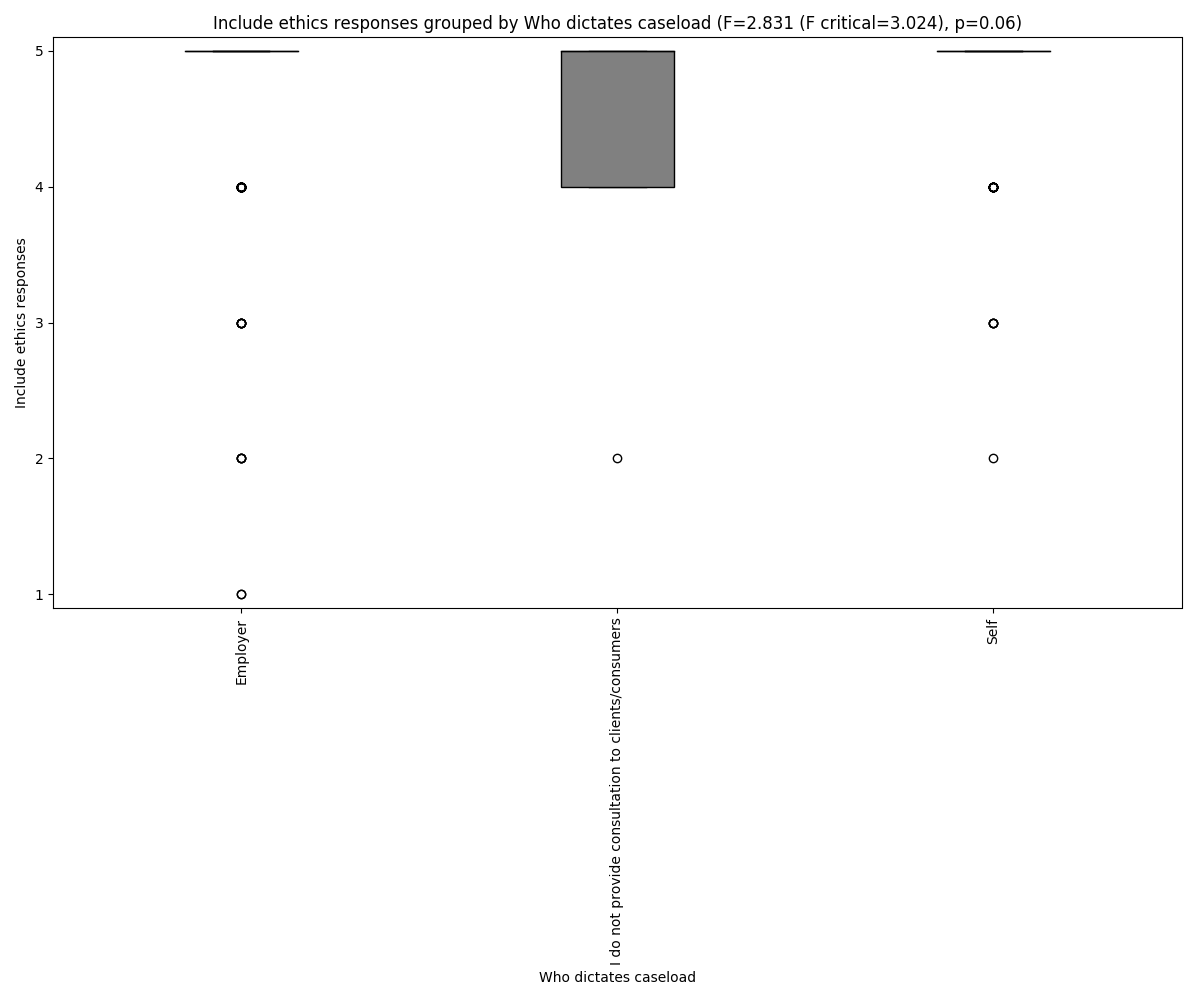 Include ethics responses grouped by Who dictates caseload (F=2.831 (F critical=3.024), p=0.06)
Include ethics responses
5
4
3
2
1
Employer
I do not provide consultation to clients/consumers
Self
Who dictates caseload